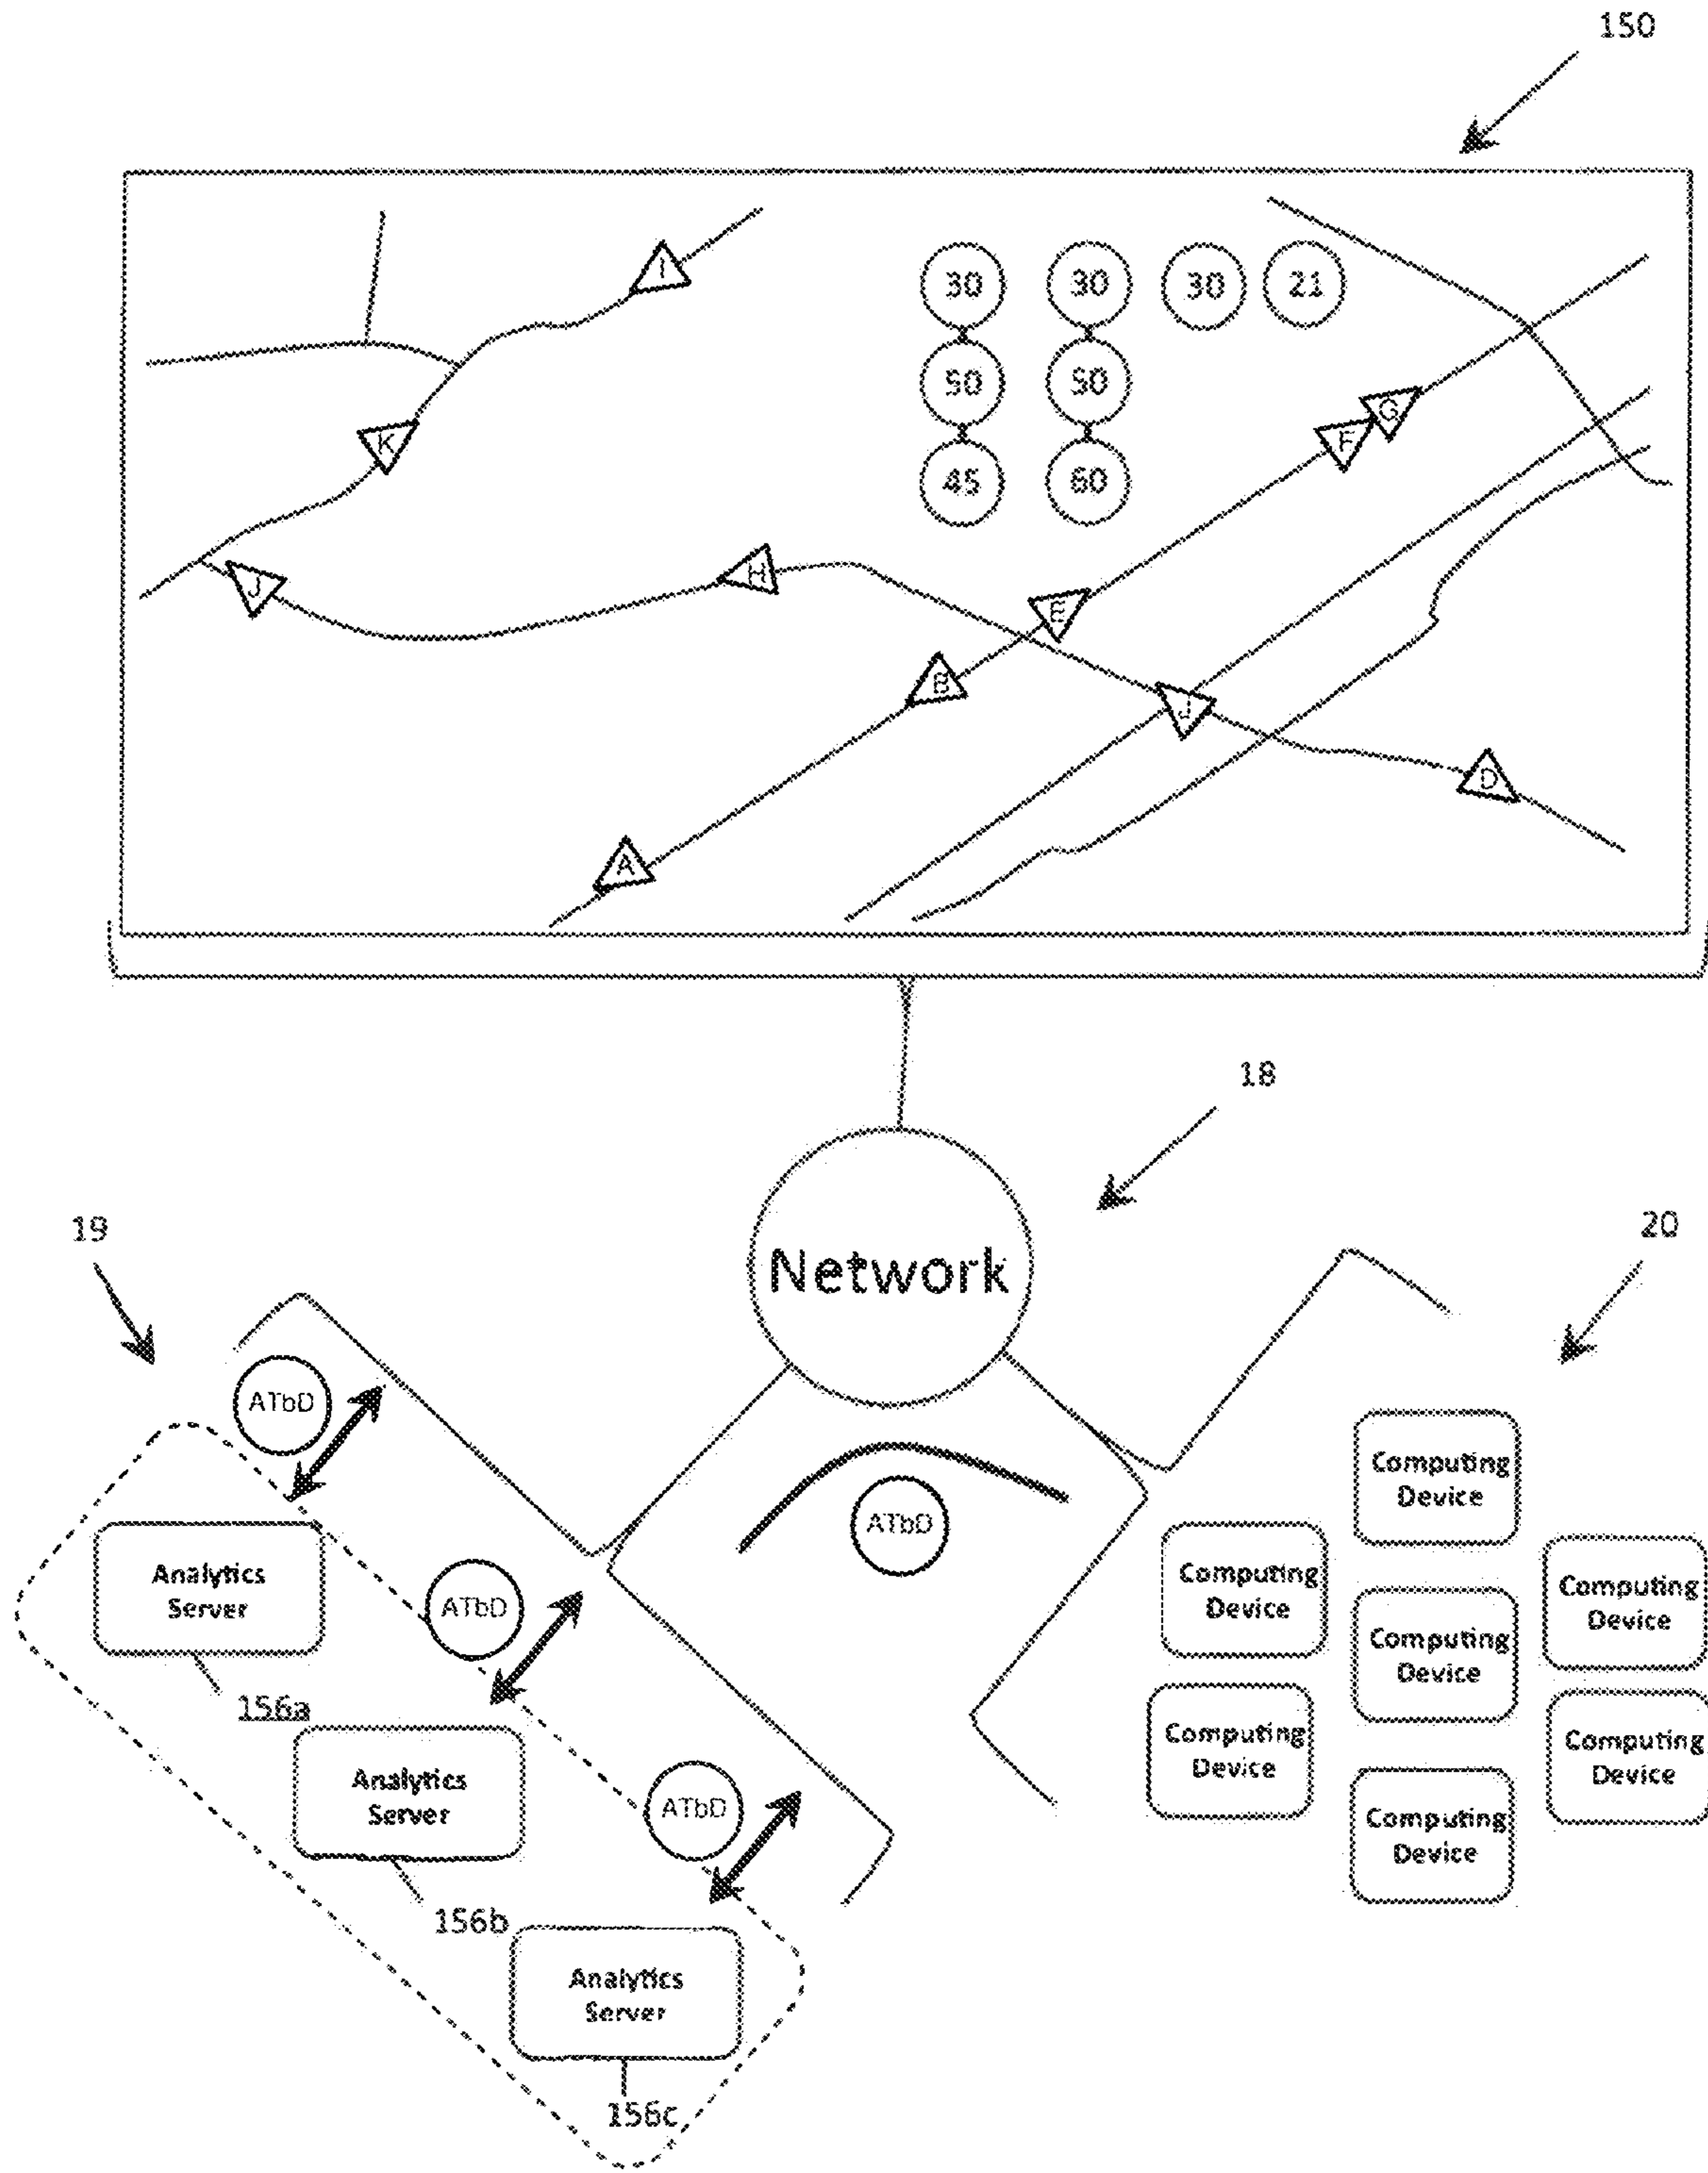 150
I
30 30 30 21
50 50
G
F
K
45 60
H
J
E
B
J
D
A
18
19
20
Network
ATbD
Computing
Device
ATbD
Analytics
Server
Computing
Device
Computing
Device
ATbD
Computing
Device
156a
Computing
Device
Computing
Device
Analytics
Server
ATbD
Computing
Device
156b
Analytics
Server
156c